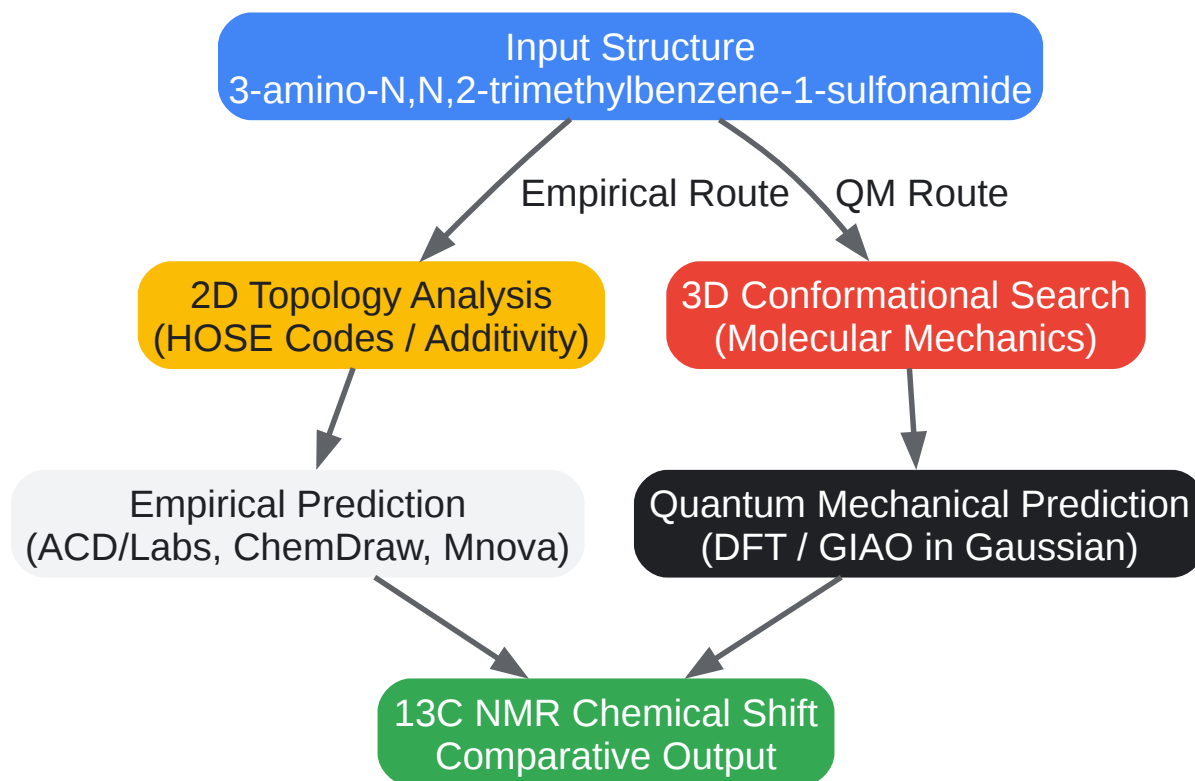 Input Structure
3-amino-N,N,2-trimethylbenzene-1-sulfonamide
Empirical Route
QM Route
2D Topology Analysis
(HOSE Codes / Additivity)
3D Conformational Search
(Molecular Mechanics)
Empirical Prediction
(ACD/Labs, ChemDraw, Mnova)
Quantum Mechanical Prediction
(DFT / GIAO in Gaussian)
13C NMR Chemical Shift
Comparative Output